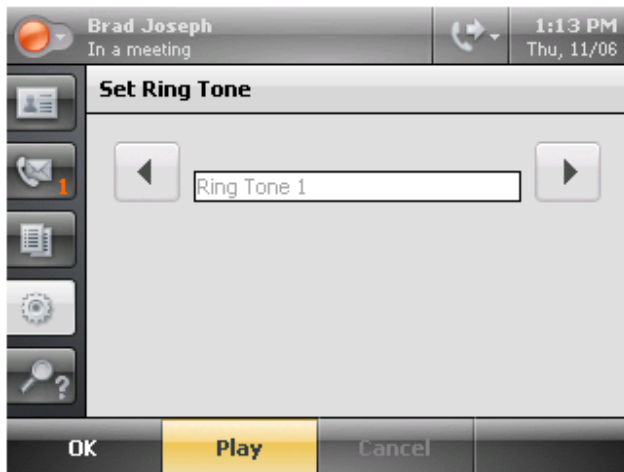 Brad Joseph
In a meeting
1:13 PM
Thu, 11/06
Set Ring Tone
1
Ring Tone 1
?
OK
Play
Cancel